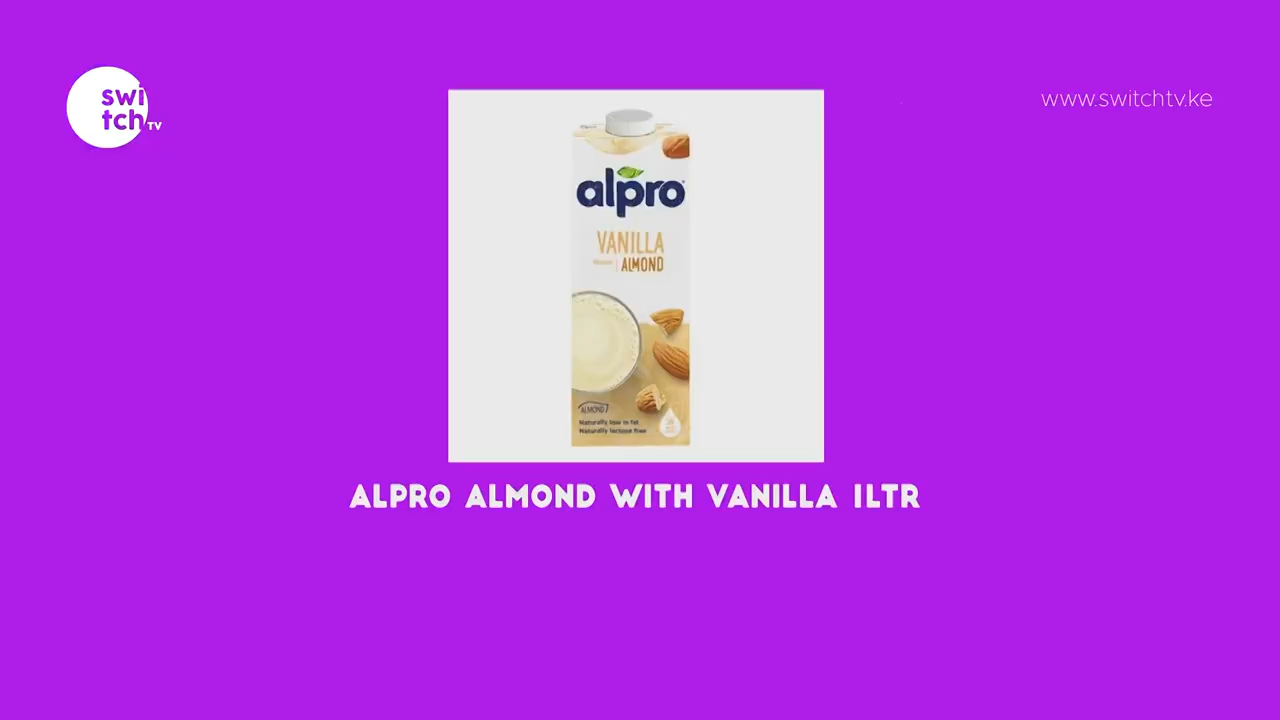 swi
tch TV
www.switchtv.ke
alpro
VANILLA
ALMOND
ALMOND
Naturally low in fat
Naturally lactose free
ALPRO ALMOND WITH VANILLA 1LTR